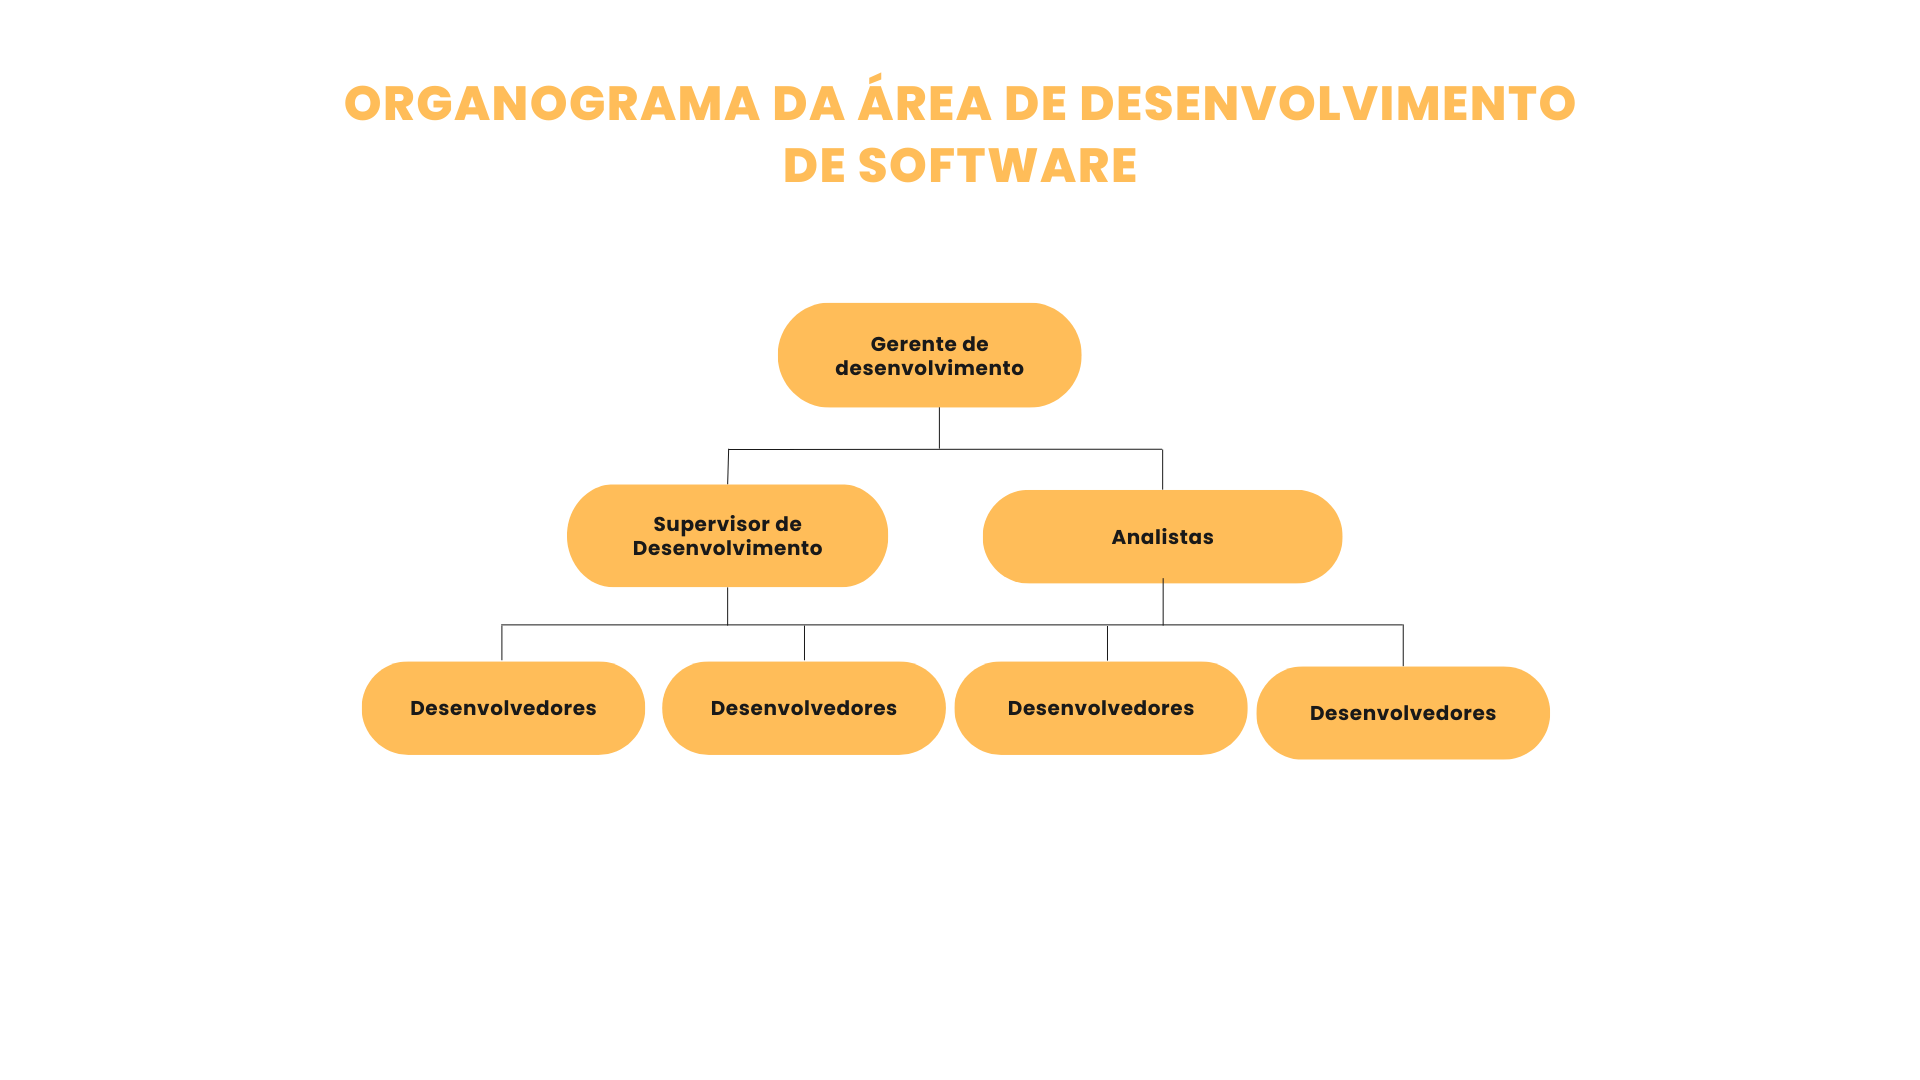 ORGANOGRAMA DA ÁREA DE DESENVOLVIMENTO
DE SOFTWARE
Gerente de
desenvolvimento
Supervisor de
Desenvolvimento
Analistas
Desenvolvedores
Desenvolvedores
Desenvolvedores
Desenvolvedores